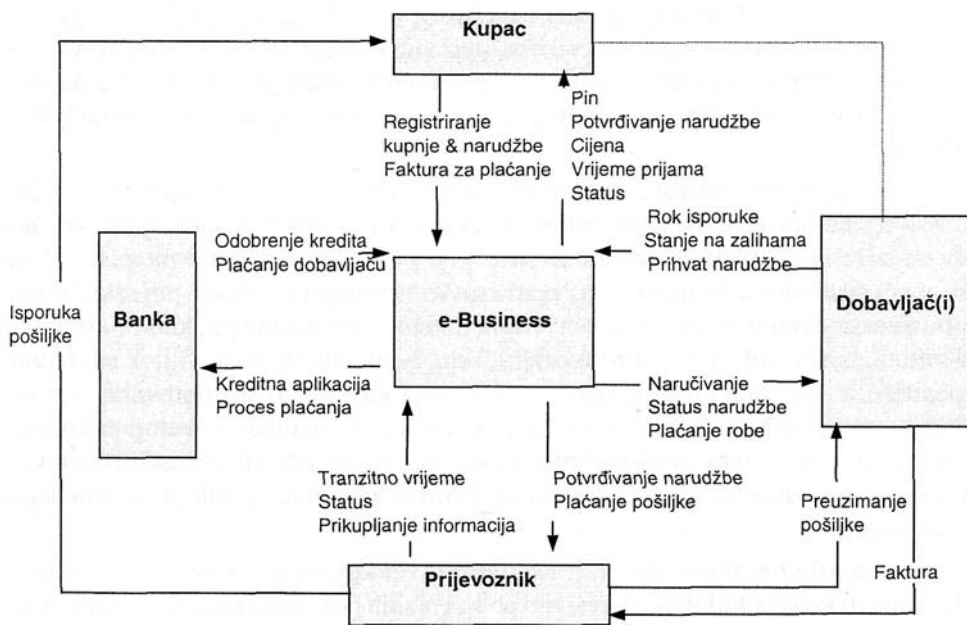 Kupac
Registriranje
kupnje & narudžbe
Faktura za plaćanje
Pin
Potvrđivanje narudžbe
Cijena
Vrijeme prijama
Status
Odobrenje kredita
Plaćanje dobavljaču
Rok isporuke
Stanje na zalihama
Prihvat narudžbe
Isporuka
pošiljke
Banka
e-Business
Dobavljač(i)
Kreditna aplikacija
Proces plaćanja
Naručivanje
Status narudžbe
Plaćanje robe
Tranzitno vrijeme
Status
Prikupljanje informacija
Potvrđivanje narudžbe
Plaćanje pošiljke
Preuzimanje
pošiljke
Faktura
Prijevoznik